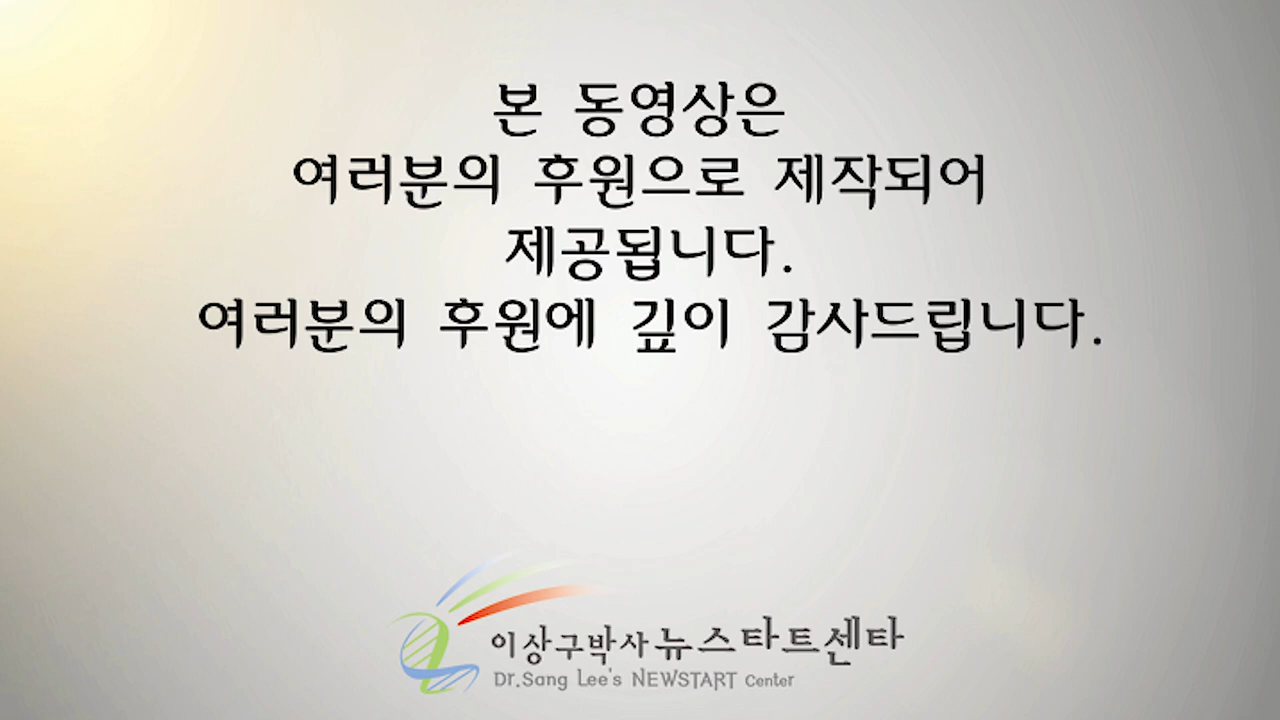 본 동영상은
여러분의 후원으로 제작되어
제공됩니다.
여러분의 후원에 깊이 감사드립니다.
이상구박사뉴스타트센타
Dr.Sang Lee's NEWSTART Center